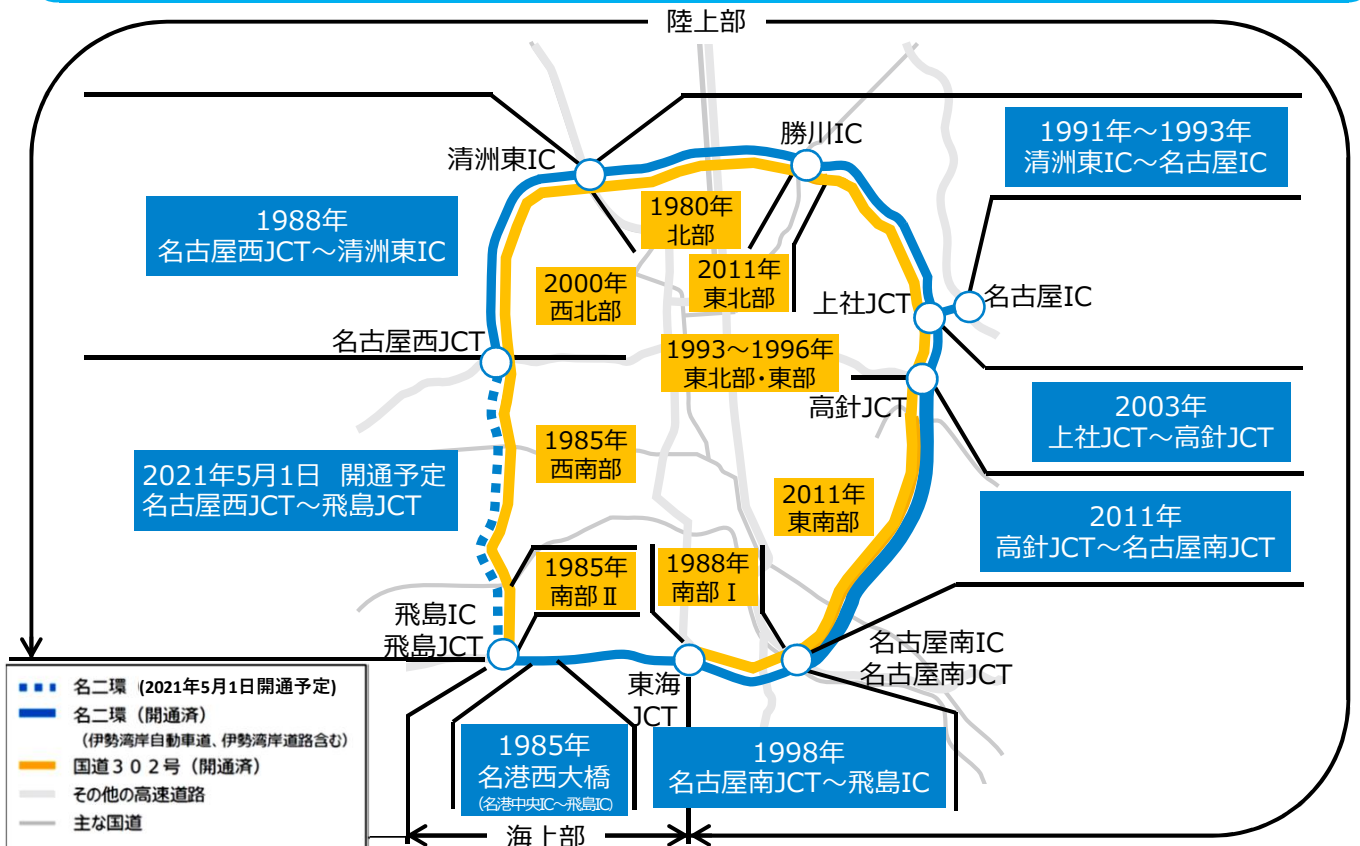 陸上部
勝川IC
清洲東IC
1991年～1993年
清洲東IC～名古屋IC
1988年
名古屋西JCT～清洲東IC
1980年
北部
2011年
東北部
2000年
西北部
上社JCT
名古屋IC
名古屋西JCT
1993～1996年
東北部・東部
高針JCT
2003年
上社JCT～高針JCT
1985年
西南部
2021年5月1日 開通予定
名古屋西JCT～飛島JCT
2011年
東南部
2011年
高針JCT～名古屋南JCT
1985年
南部Ⅱ
1988年
南部Ⅰ
飛島IC
飛島JCT
名古屋南IC
名古屋南JCT
東海
JCT
1985年
名港西大橋
(名港中央IC～飛島IC)
1998年
名古屋南JCT～飛島IC
海上部
名二環 (2021年5月1日開通予定)
名二環（開通済）
（伊勢湾岸自動車道、伊勢湾岸道路含む）
国道３０２号（開通済）
その他の高速道路
主な国道